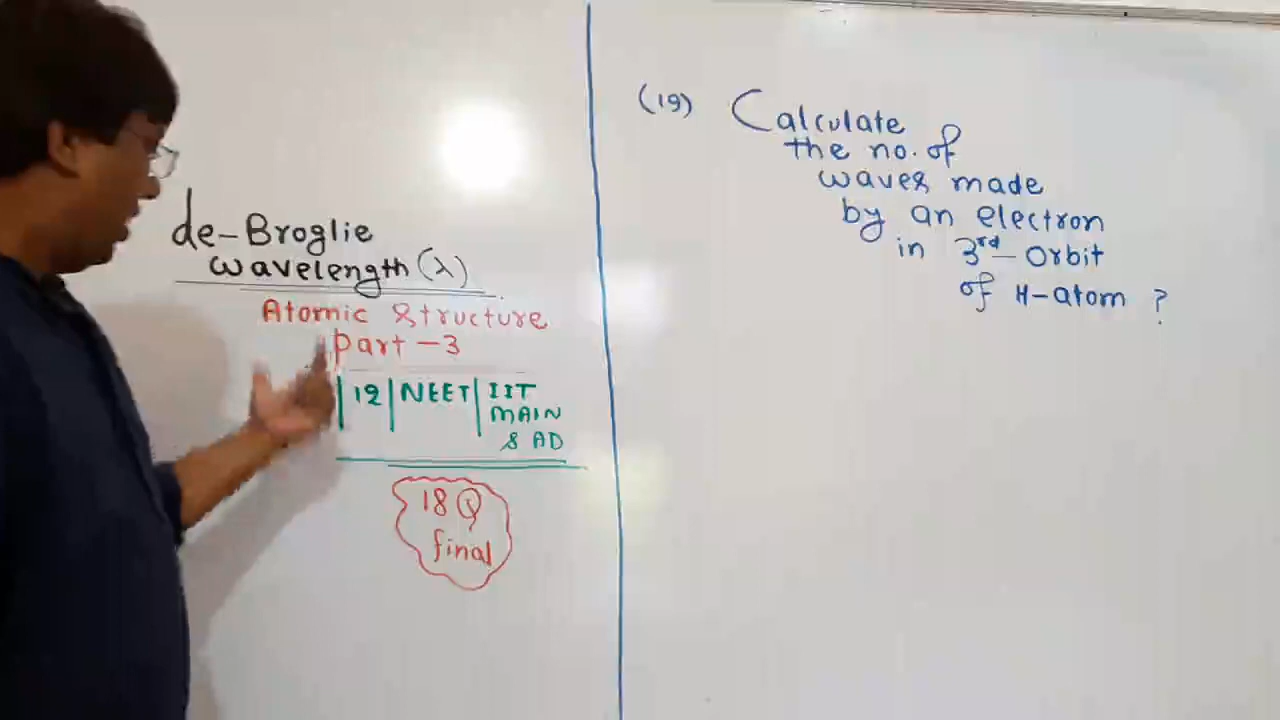 de-Broglie
wavelength (λ)
Atomic structure
part - 3
| 12 | NEET | IIT
MAIN
& AD
18 Q
final
(19) Calculate
the no. of
waves made
by an electron
in 3rd orbit
of H-atom ?